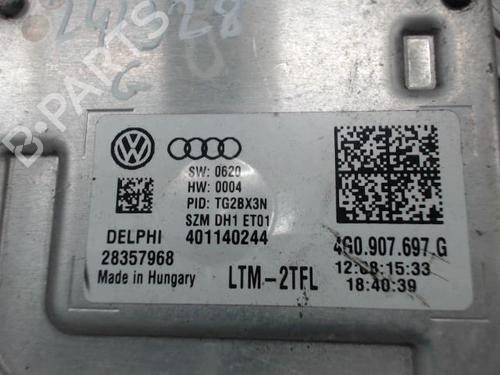 SW: 0620
HW: 0004
PID: TG2BX3N
SZM DH1 ET01
DELPHI 401140244
28357968
Made in Hungary
LTM-2TFL
4G0.907.697.G
12:08:15:33
18:40:39